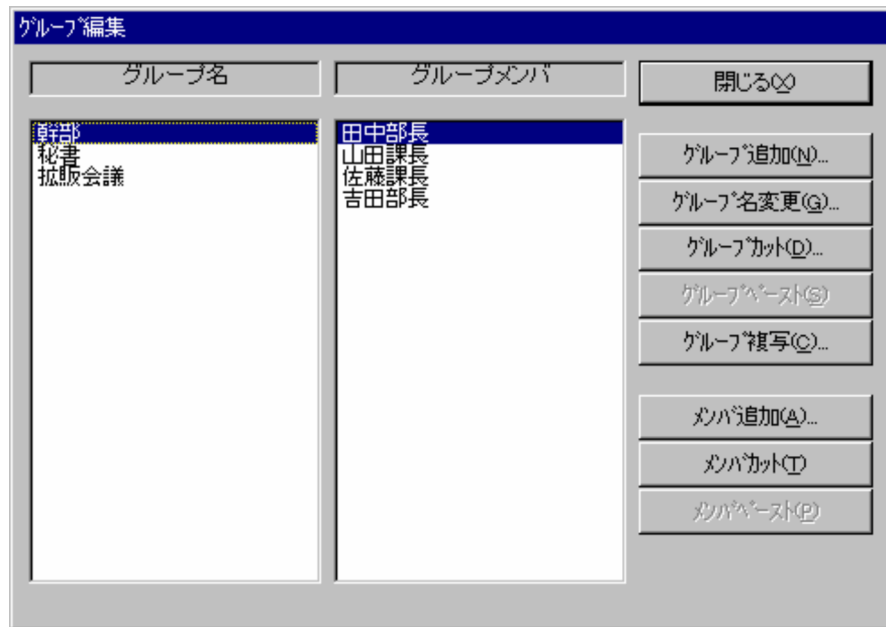 グループ編集
グループ名
グループメンバ
閉じる(X)
幹部
秘書
拡販会議
田中部長
山田課長
佐藤課長
吉田部長
グループ追加(N)...
グループ名変更(G)...
グループカット(D)...
グループペースト(S)
グループ複写(C)...
メンバ追加(A)...
メンバカット(T)
メンバペースト(P)